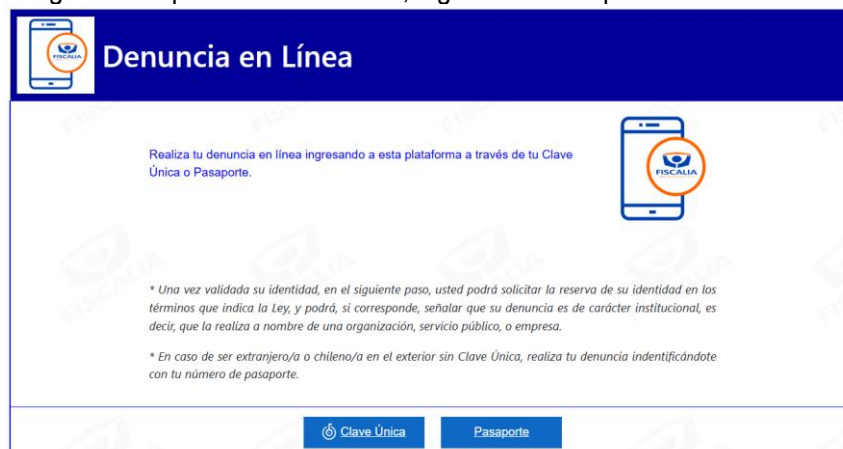 FISCALIA
Denuncia en Línea
Realiza tu denuncia en línea ingresando a esta plataforma a través de tu Clave
Única o Pasaporte.
FISCALIA
* Una vez validada su identidad, en el siguiente paso, usted podrá solicitar la reserva de su identidad en los
términos que indica la Ley, y podrá, si corresponde, señalar que su denuncia es de carácter institucional, es
decir, que la realiza a nombre de una organización, servicio público, o empresa.
* En caso de ser extranjero/a o chileno/a en el exterior sin Clave Única, realiza tu denuncia indentificándote
con tu número de pasaporte.
Clave Única
Pasaporte